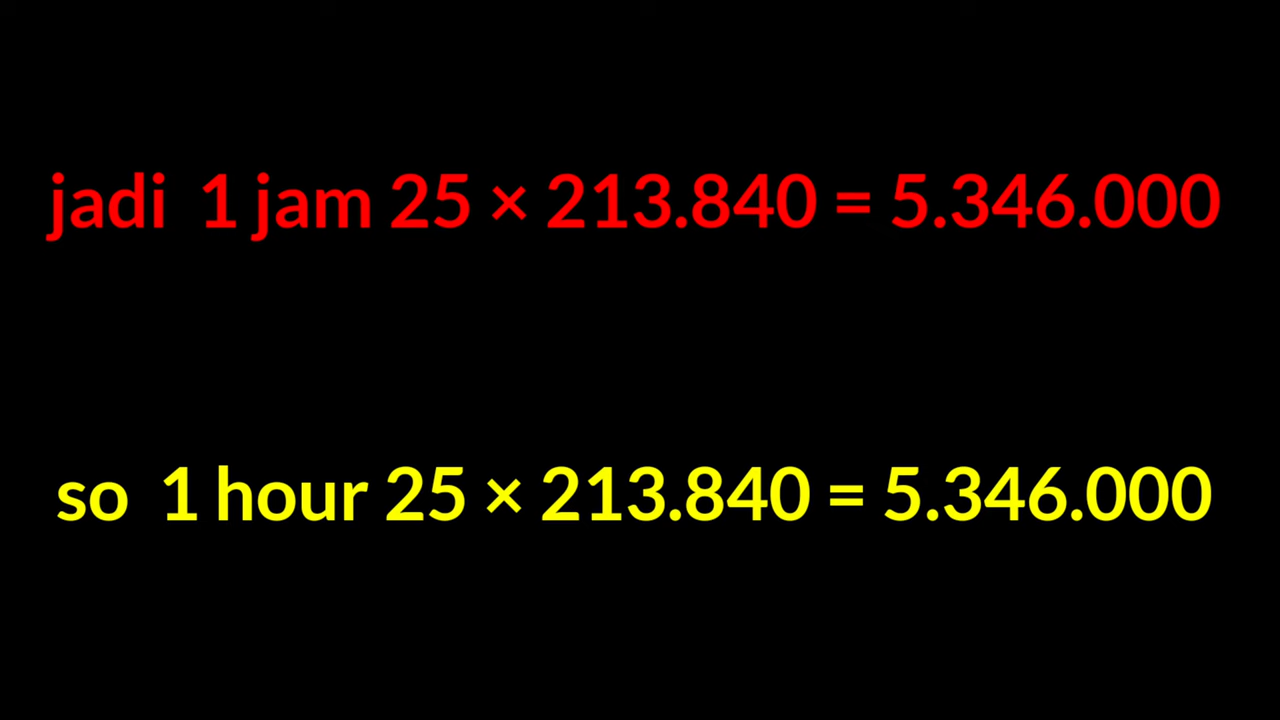 jadi 1 jam 25 × 213.840 = 5.346.000
so 1 hour 25 × 213.840 = 5.346.000